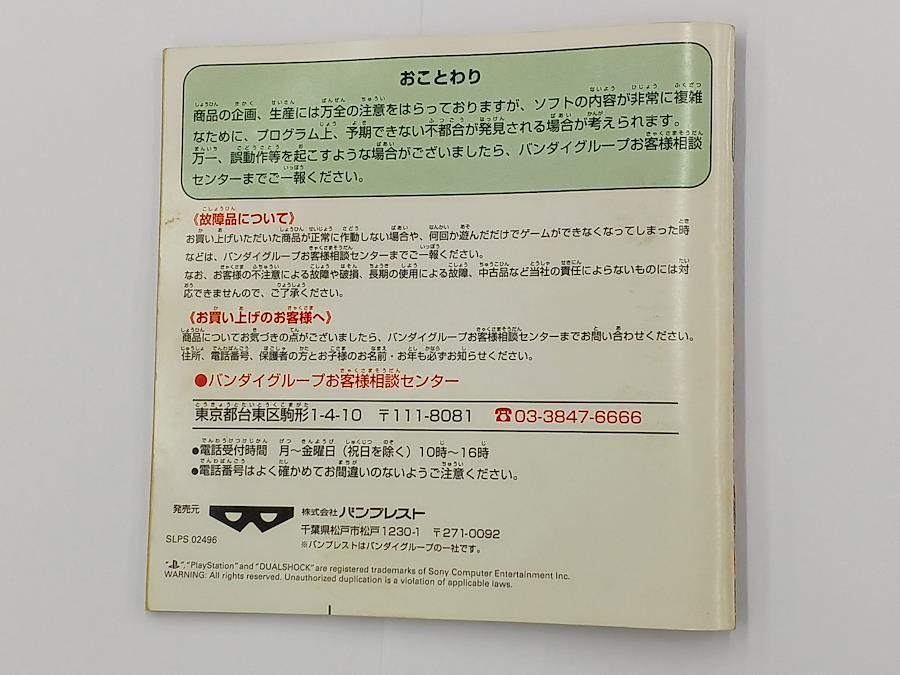 おことわり
商品の企画、生産には万全の注意をはらっておりますが、ソフトの内容が非常に複雑
なために、プログラム上、予期できない不都合が発見される場合が考えられます。
万一、誤動作等を起こすような場合がございましたら、バンダイグループお客様相談
センターまでご一報ください。
《故障品について》
お買い上げいただいた商品が正常に作動しない場合や、何回か遊んだだけでゲームができなくなってしまった時
などは、バンダイグループお客様相談センターまでご一報ください。
なお、お客様の不注意による故障や破損、長期の使用による故障、中古品など当社の責任によらないものには対
応できませんので、ご了承ください。
《お買い上げのお客様へ》
商品についてお気づきの点がございましたら、バンダイグループお客様相談センターまでお問い合わせください。
住所、電話番号、保護者の方とお子様のお名前・お年も必ずお知らせください。
●バンダイグループお客様相談センター
東京都台東区駒形1-4-10 〒111-8081 ☎03-3847-6666
●電話受付時間 月～金曜日（祝日を除く）10時～16時
●電話番号はよく確かめてお間違いのないようご注意ください。
発売元 株式会社 バンプレスト
千葉県松戸市松戸1230-1 〒271-0092
※バンプレストはバンダイグループの一社です。
SLPS 02496
" ", "PlayStation" and "DUALSHOCK" are registered trademarks of Sony Computer Entertainment Inc.
WARNING: All rights reserved. Unauthorized duplication is a violation of applicable laws.